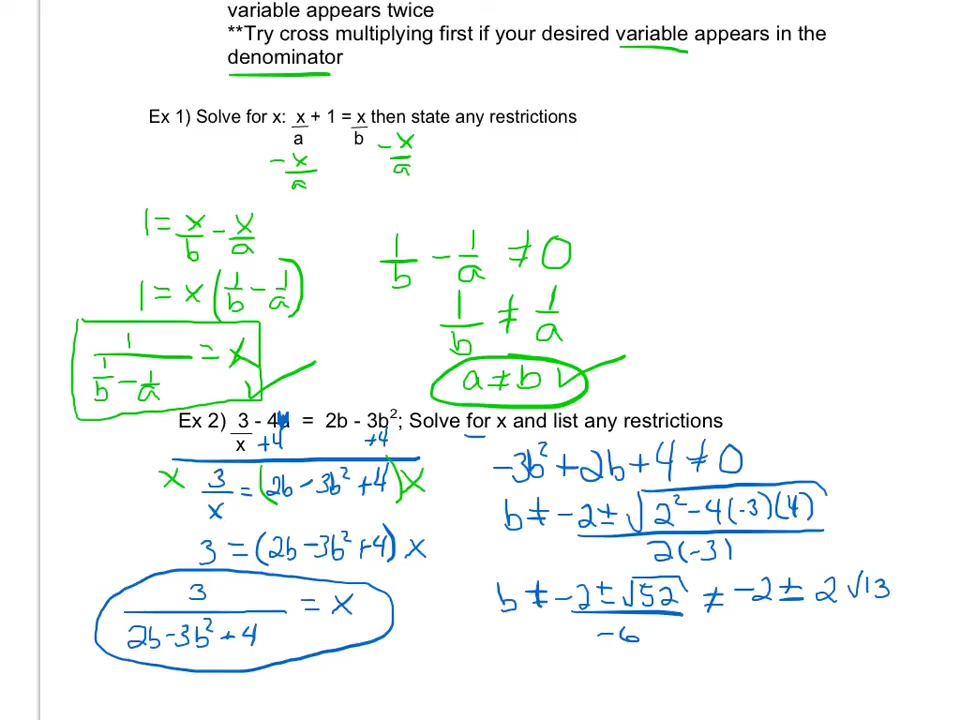 variable appears twice
**Try cross multiplying first if your desired variable appears in the
denominator
Ex 1) Solve for x: x/a + 1 = x/b then state any restrictions
-x/a -x/a
1 = x/b - x/a
1 = x(1/b - 1/a)
1/(1/b - 1/a) = x
1/b - 1/a ≠ 0
1/b ≠ 1/a
a ≠ b
Ex 2) 3/x - 4 = 2b - 3b²; Solve for x and list any restrictions
+4 +4
x 3/x = (2b - 3b² + 4) x
3 = (2b - 3b² + 4) x
3/(2b - 3b² + 4) = x
-3b² + 2b + 4 ≠ 0
b ≠ -2 ± √(2² - 4(-3)(4)) / 2(-3)
b ≠ -2 ± √52 / -6 ≠ -2 ± 2√13